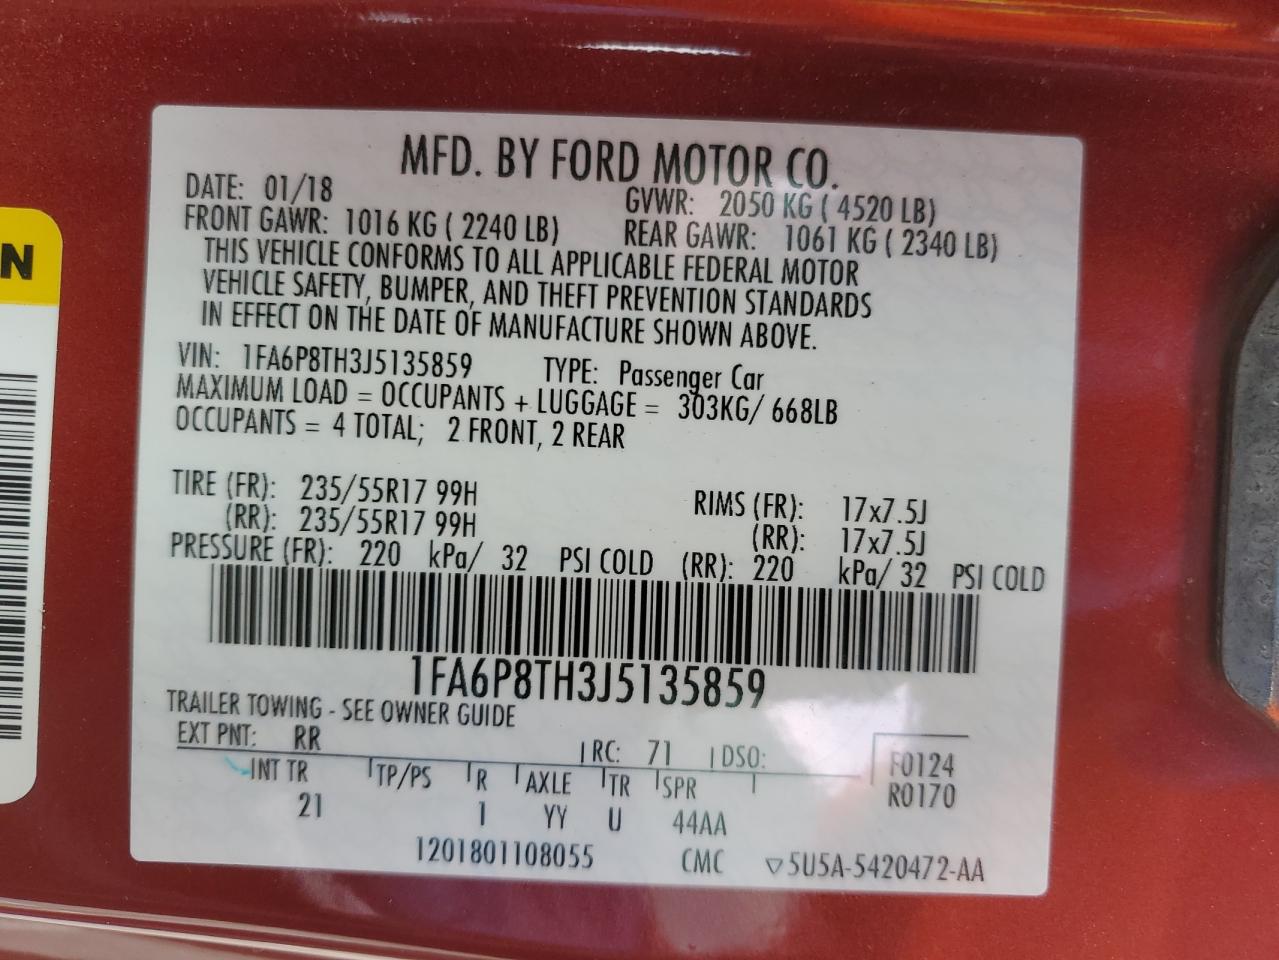 N
MFD. BY FORD MOTOR CO.
DATE: 01/18 GVWR: 2050 KG ( 4520 LB)
FRONT GAWR: 1016 KG ( 2240 LB) REAR GAWR: 1061 KG ( 2340 LB)
THIS VEHICLE CONFORMS TO ALL APPLICABLE FEDERAL MOTOR
VEHICLE SAFETY, BUMPER, AND THEFT PREVENTION STANDARDS
IN EFFECT ON THE DATE OF MANUFACTURE SHOWN ABOVE.
VIN: 1FA6P8TH3J5135859 TYPE: Passenger Car
MAXIMUM LOAD = OCCUPANTS + LUGGAGE = 303KG/ 668LB
OCCUPANTS = 4 TOTAL; 2 FRONT, 2 REAR
TIRE (FR): 235/55R17 99H RIMS (FR): 17x7.5J
(RR): 235/55R17 99H (RR): 17x7.5J
PRESSURE (FR): 220 kPa/ 32 PSI COLD (RR): 220 kPa/ 32 PSI COLD
1FA6P8TH3J5135859
TRAILER TOWING - SEE OWNER GUIDE
EXT PNT: RR RC: 71 DSO: F0124
INT TR TP/PS R AXLE TR SPR R0170
21 1 YY U 44AA
1201801108055 CMC ▽5U5A-5420472-AA